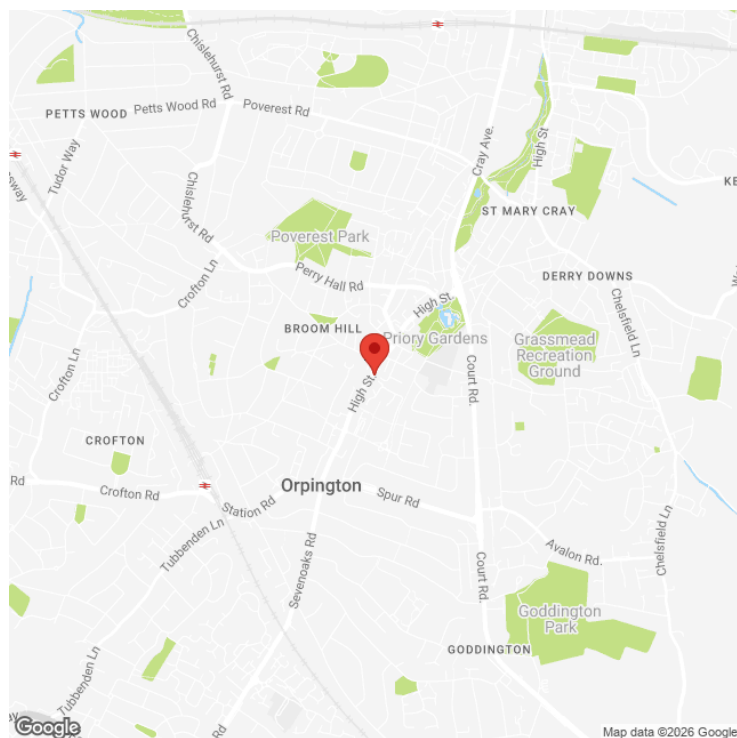 Chislehurst Rd
PETTS WOOD
Petts Wood Rd
Poverest Rd
Tudor Way
Cray Ave.
High St
Chislehurst Rd
ST MARY CRAY
Poverest Park
Crofton Ln
Perry Hall Rd
DERRY DOWNS
High St.
BROOM HILL
Priory Gardens
Chelsfield Ln
Grassmead
Recreation
Ground
Crofton Ln
High St.
Court Rd.
CROFTON
Rd
Crofton Rd
Station Rd
Orpington
Spur Rd
Tubbenden Ln
Sevenoaks Rd
Avalon Rd.
Chelsfield Ln
Court Rd.
Goddington
Park
GODDINGTON
Tubbenden Ln
Rd
Google
Map data ©2026 Google